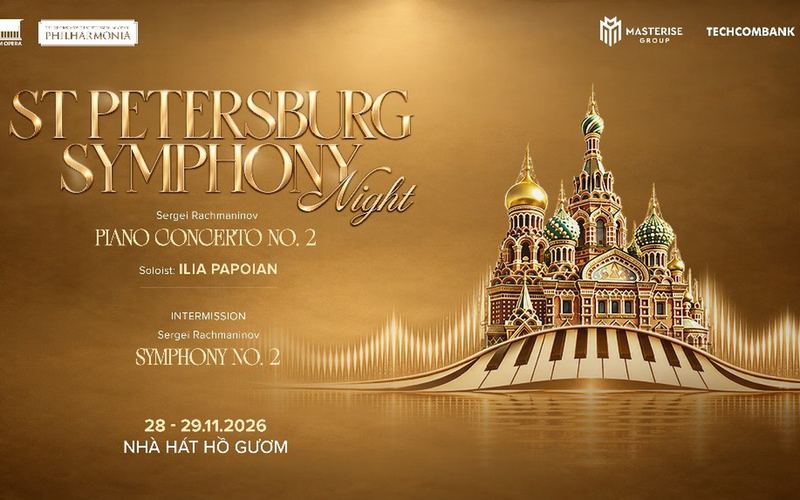 M OPERA
PHILHARMONIA
MASTERISE
GROUP
TECHCOMBANK
ST PETERSBURG
SYMPHONY
Night
Sergei Rachmaninov
PIANO CONCERTO NO. 2
Soloist: ILIA PAPOIAN
INTERMISSION
Sergei Rachmaninov
SYMPHONY NO. 2
28 - 29.11.2026
NHÀ HÁT HỒ GƯƠM